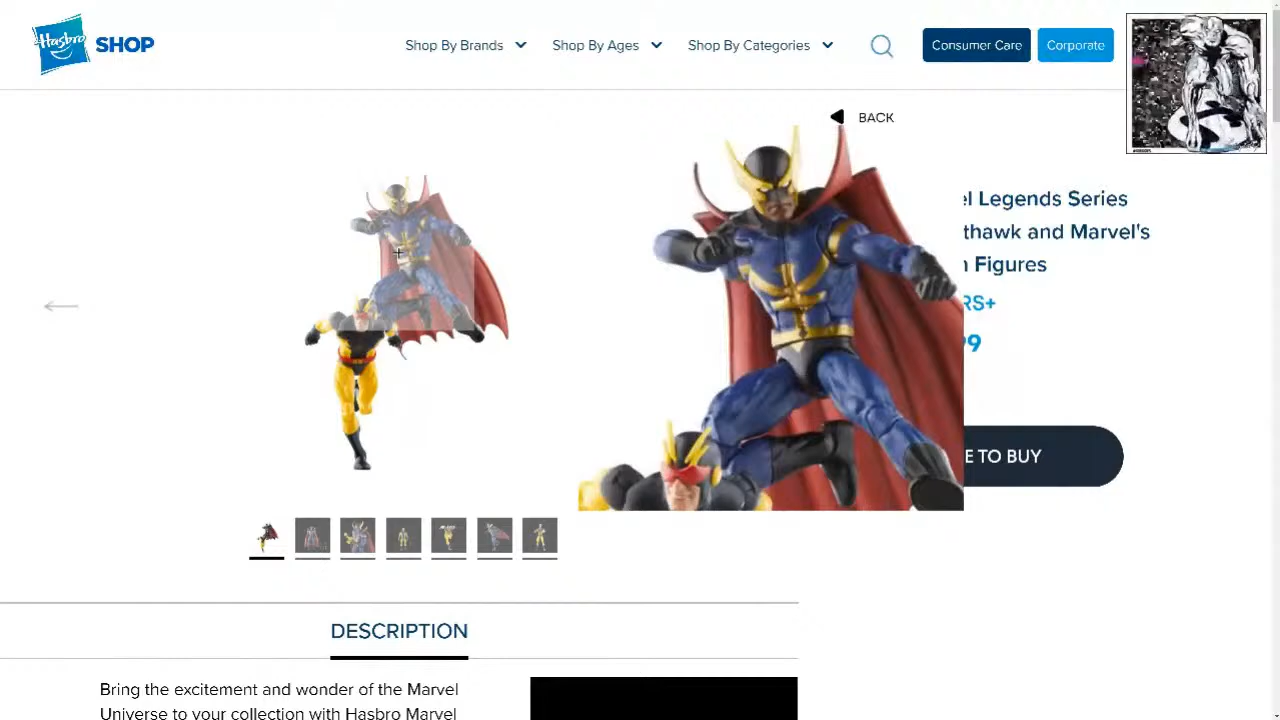 Hasbro
SHOP
Shop By Brands
Shop By Ages
Shop By Categories
Consumer Care
Corporate
BACK
el Legends Series
thawk and Marvel's
n Figures
RS+
99
E TO BUY
DESCRIPTION
Bring the excitement and wonder of the Marvel
Universe to your collection with Hasbro Marvel